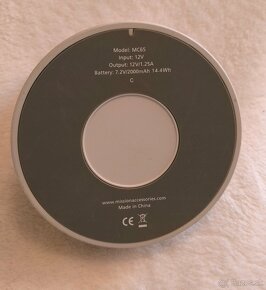 Model: MC65
Input: 12V
Output: 12V/1.25A
Battery: 7.2V/2000mAh 14.4Wh
www.missionaccessories.com
Made in China
CE